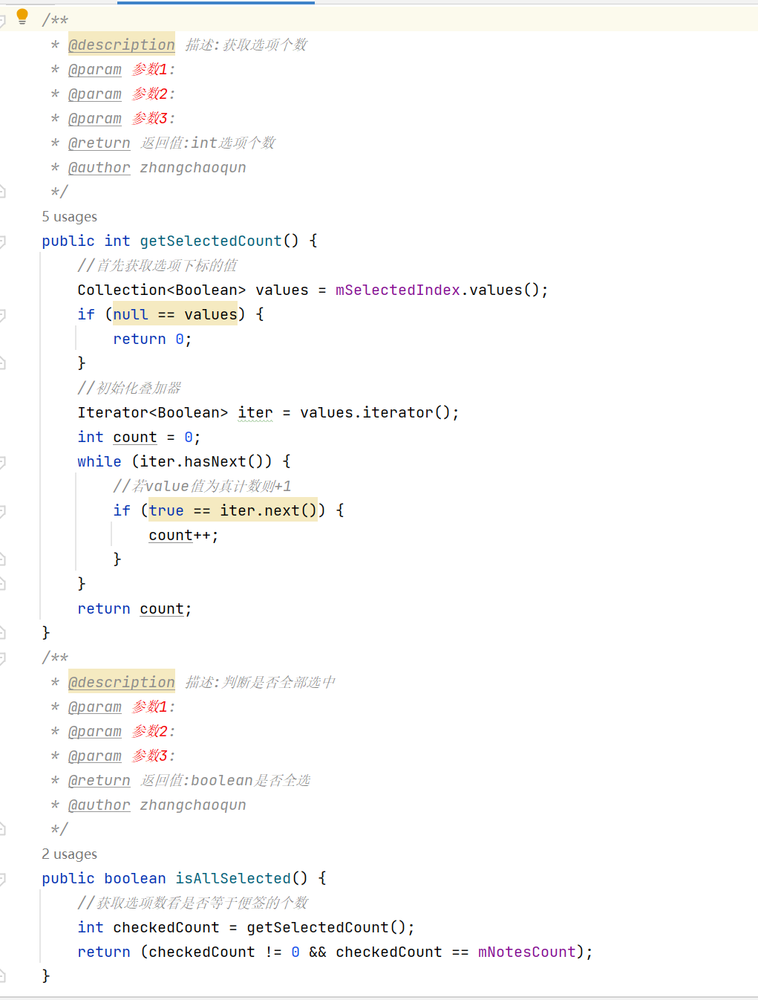 /**
 * @description 描述:获取选项个数
 * @param 参数1:
 * @param 参数2:
 * @param 参数3:
 * @return 返回值:int选项个数
 * @author zhangchaoqun
 */
5 usages
public int getSelectedCount() {
    //首先获取选项下标的值
    Collection<Boolean> values = mSelectedIndex.values();
    if (null == values) {
        return 0;
    }
    //初始化叠加器
    Iterator<Boolean> iter = values.iterator();
    int count = 0;
    while (iter.hasNext()) {
        //若value值为真计数则+1
        if (true == iter.next()) {
            count++;
        }
    }
    return count;
}
/**
 * @description 描述:判断是否全部选中
 * @param 参数1:
 * @param 参数2:
 * @param 参数3:
 * @return 返回值:boolean是否全选
 * @author zhangchaoqun
 */
2 usages
public boolean isAllSelected() {
    //获取选项数看是否等于便签的个数
    int checkedCount = getSelectedCount();
    return (checkedCount != 0 && checkedCount == mNotesCount);
}